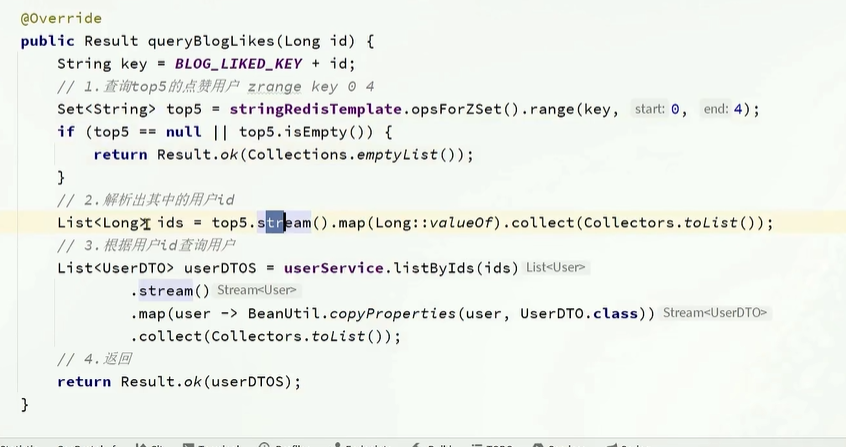 @Override
public Result queryBlogLikes(Long id) {
String key = BLOG_LIKED_KEY + id;
// 1.查询top5的点赞用户 zrange key 0 4
Set<String> top5 = stringRedisTemplate.opsForZSet().range(key, start: 0, end: 4);
if (top5 == null || top5.isEmpty()) {
return Result.ok(Collections.emptyList());
}
// 2.解析出其中的用户id
List<Long> ids = top5.stream().map(Long::valueOf).collect(Collectors.toList());
// 3.根据用户id查询用户
List<UserDTO> userDTOS = userService.listByIds(ids) List<User>
.stream() Stream<User>
.map(user -> BeanUtil.copyProperties(user, UserDTO.class)) Stream<UserDTO>
.collect(Collectors.toList());
// 4.返回
return Result.ok(userDTOS);
}